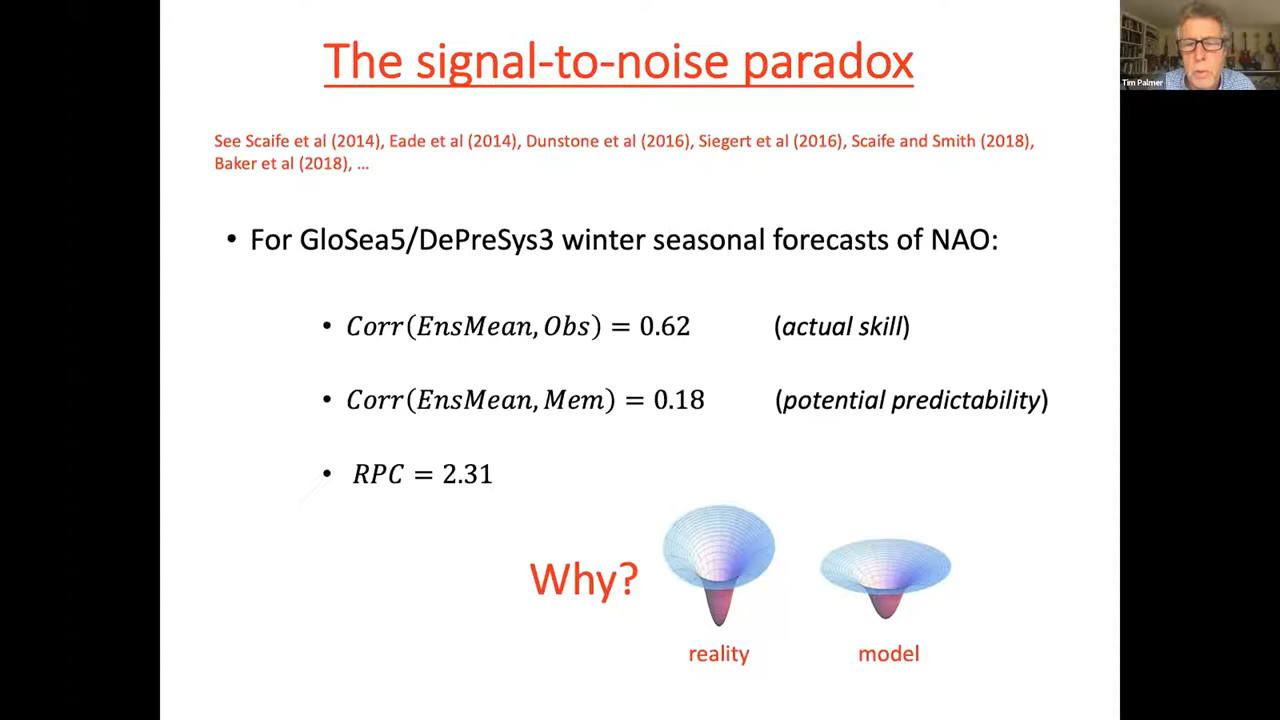 The signal-to-noise paradox
Tim Palmer
See Scaife et al (2014), Eade et al (2014), Dunstone et al (2016), Siegert et al (2016), Scaife and Smith (2018),
Baker et al (2018), ...
• For GloSea5/DePreSys3 winter seasonal forecasts of NAO:
• Corr(EnsMean, Obs) = 0.62 (actual skill)
• Corr(EnsMean, Mem) = 0.18 (potential predictability)
• RPC = 2.31
Why?
reality model